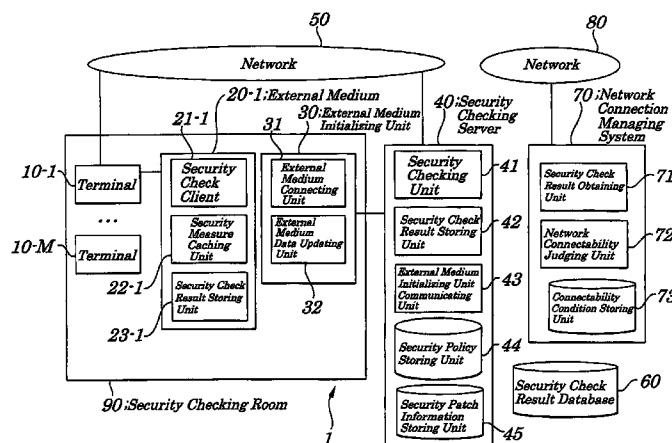 50
Network
80
Network
20-1;External Medium
21-1
30;External Medium
Initializing Unit
31
40;Security
Checking
Server
70;Network
Connection
Managing
System
10-1
Terminal
...
10-M
Terminal
Security
Check
Client
Security
Measure
Caching
Unit
22-1
Security Check
Result Storing
Unit
23-1
External
Medium
Connecting
Unit
External
Medium
Data Updating
Unit
32
Security
Checking
Unit
41
Security Check
Result Storing
Unit
42
External Medium
Initializing Unit
Communicating
Unit
43
Security Policy
Storing Unit
44
Security Patch
Information
Storing Unit
45
Security Check
Result Obtaining
Unit
71
Network
Connectability
Judging Unit
72
Connectability
Condition Storing
Unit
73
Security Check
Result Database
60
90;Security Checking Room
1